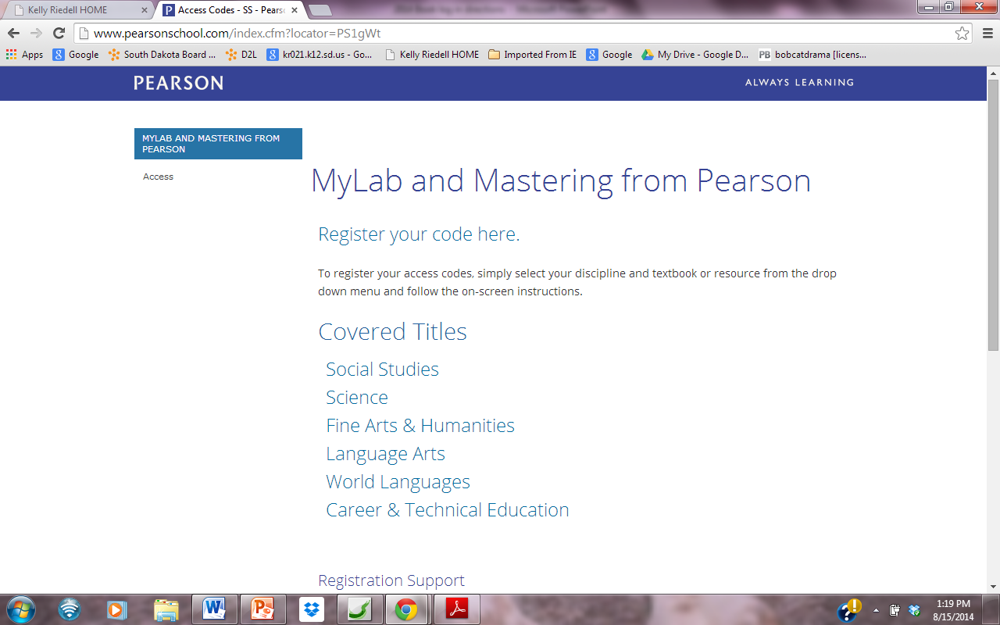 Kelly Riedell HOME
Access Codes - SS - Pears
www.pearsonschool.com/index.cfm?locator=PS1gWt
Apps Google South Dakota Board ... D2L kr021.k12.sd.us - Go... Kelly Riedell HOME Imported From IE Google My Drive - Google D... PB bobcatdrama [licens...
PEARSON
ALWAYS LEARNING
MYLAB AND MASTERING FROM
PEARSON
Access
MyLab and Mastering from Pearson
Register your code here.
To register your access codes, simply select your discipline and textbook or resource from the drop
down menu and follow the on-screen instructions.
Covered Titles
Social Studies
Science
Fine Arts & Humanities
Language Arts
World Languages
Career & Technical Education
Registration Support
1:19 PM
8/15/2014